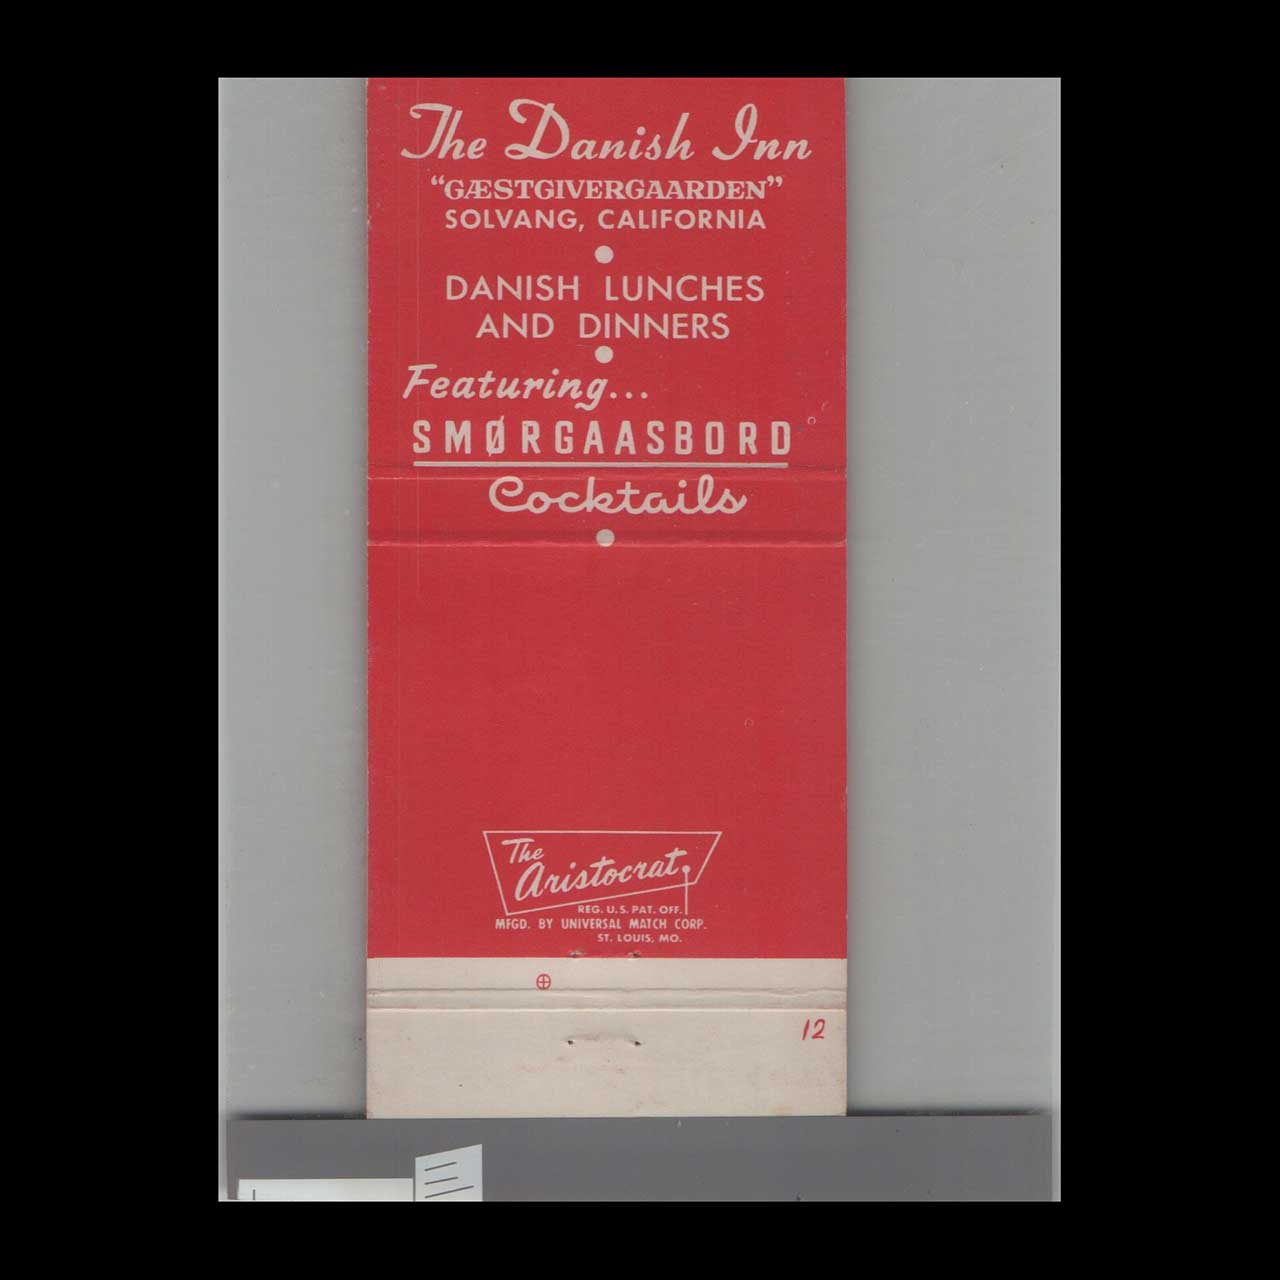 The Danish Inn
“GÆSTGIVERGAARDEN”
SOLVANG, CALIFORNIA
DANISH LUNCHES
AND DINNERS
Featuring...
SMØRGAASBORD
Cocktails
The
Aristocrat
REG. U.S. PAT. OFF.
MFGD. BY UNIVERSAL MATCH CORP.
ST. LOUIS, MO.
12